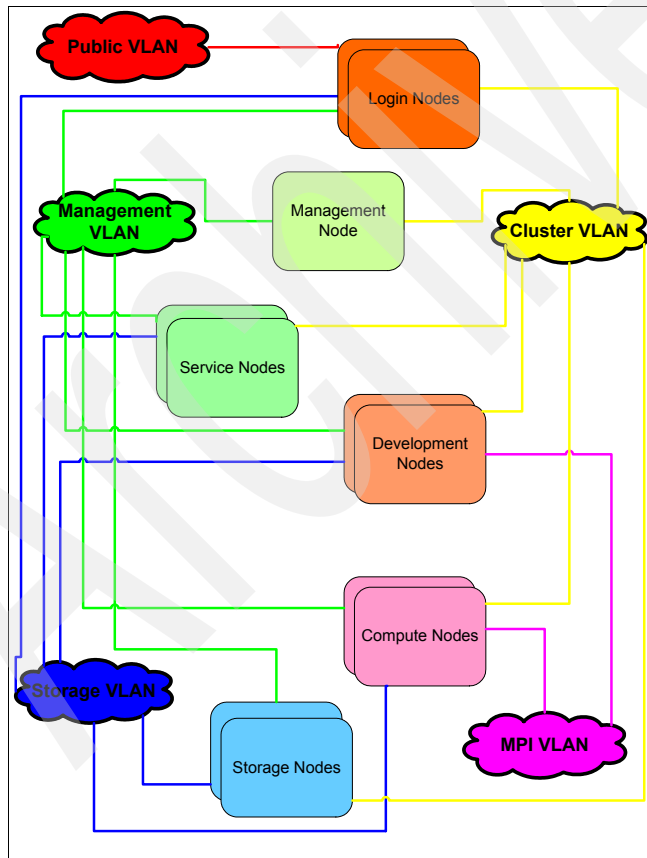 Public VLAN
Login Nodes
Management
VLAN
Management
Node
Cluster VLAN
Service Nodes
Development
Nodes
Compute Nodes
Storage VLAN
MPI VLAN
Storage Nodes